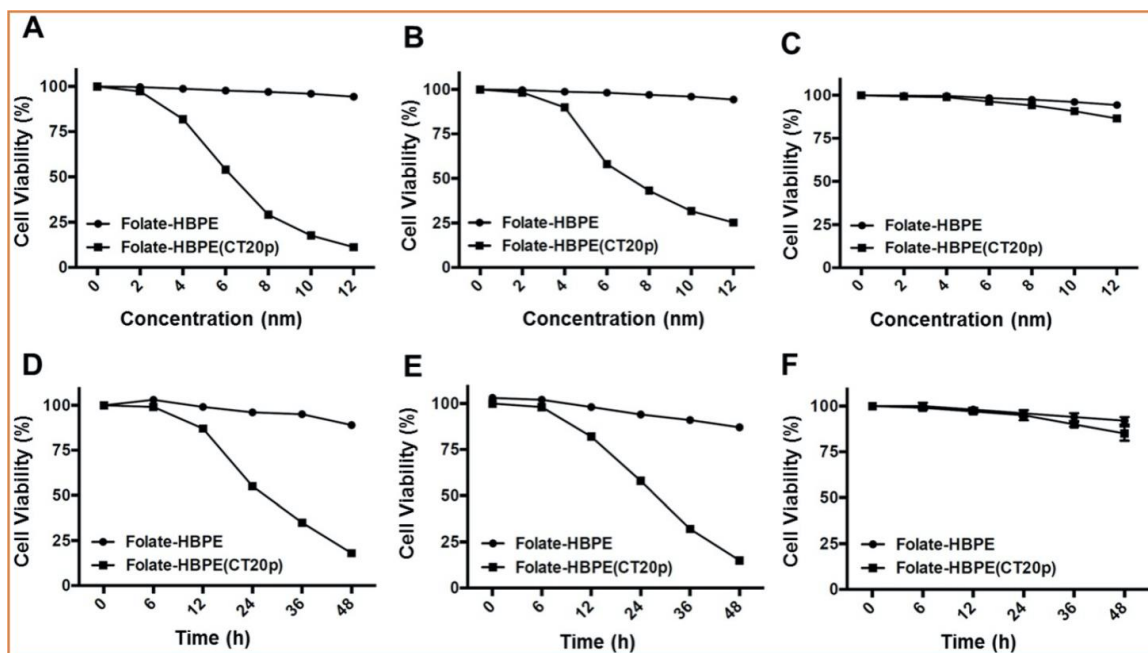 A
Cell Viability (%)
100
75
50
25
0
Folate-HBPE
Folate-HBPE(CT20p)
0 2 4 6 8 10 12
Concentration (nm)
B
Cell Viability (%)
100
75
50
25
0
Folate-HBPE
Folate-HBPE(CT20p)
0 2 4 6 8 10 12
Concentration (nm)
C
Cell Viability (%)
100
75
50
25
0
Folate-HBPE
Folate-HBPE(CT20p)
0 2 4 6 8 10 12
Concentration (nm)
D
Cell Viability (%)
100
75
50
25
0
Folate-HBPE
Folate-HBPE(CT20p)
0 6 12 24 36 48
Time (h)
E
Cell Viability (%)
100
75
50
25
0
Folate-HBPE
Folate-HBPE(CT20p)
0 6 12 24 36 48
Time (h)
F
Cell Viability (%)
100
75
50
25
0
Folate-HBPE
Folate-HBPE(CT20p)
0 6 12 24 36 48
Time (h)